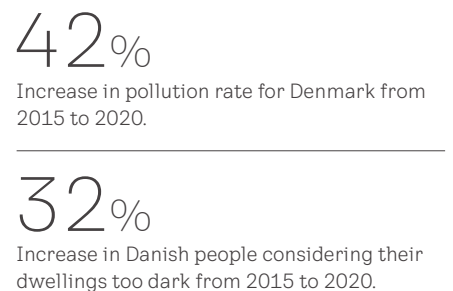 42%
Increase in pollution rate for Denmark from
2015 to 2020.
32%
Increase in Danish people considering their
dwellings too dark from 2015 to 2020.